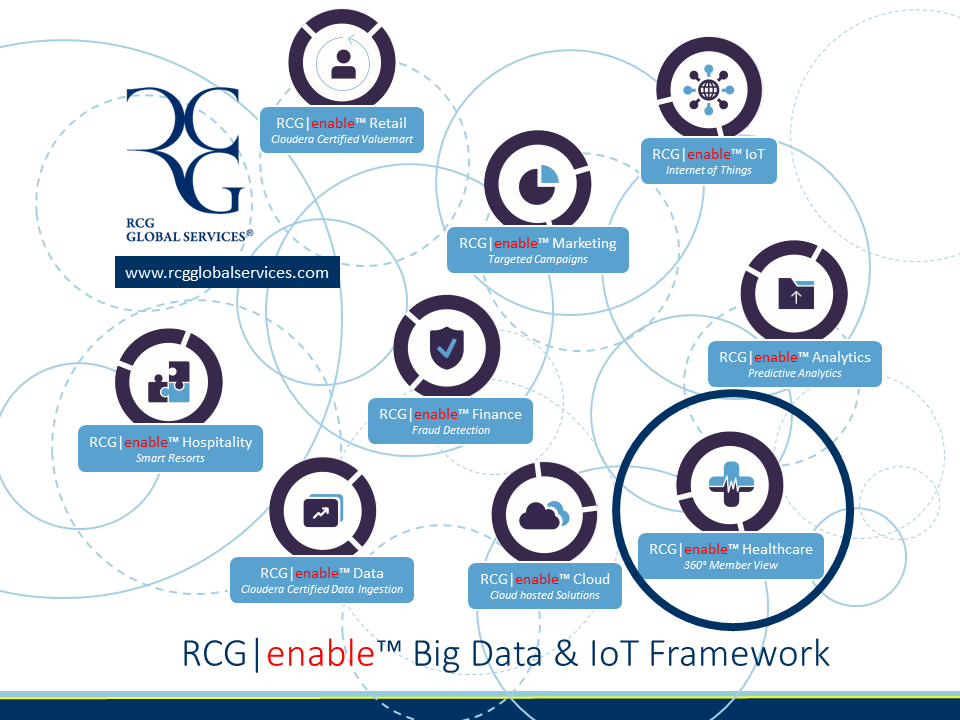 RCG|enable™ Retail
Cloudera Certified Valuemart
RCG
GLOBAL SERVICES®
www.rcgglobalservices.com
RCG|enable™ IoT
Internet of Things
RCG|enable™ Marketing
Targeted Campaigns
RCG|enable™ Analytics
Predictive Analytics
RCG|enable™ Finance
Fraud Detection
RCG|enable™ Hospitality
Smart Resorts
RCG|enable™ Data
Cloudera Certified Data Ingestion
RCG|enable™ Cloud
Cloud hosted Solutions
RCG|enable™ Healthcare
360° Member View
RCG|enable™ Big Data & IoT Framework